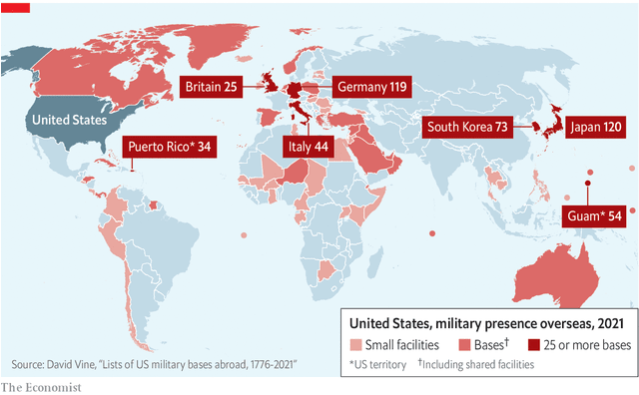 United States
Britain 25
Germany 119
South Korea 73
Japan 120
Puerto Rico* 34
Italy 44
Guam* 54
United States, military presence overseas, 2021
Small facilities
Bases†
25 or more bases
*US territory †Including shared facilities
Source: David Vine, "Lists of US military bases abroad, 1776-2021"
The Economist